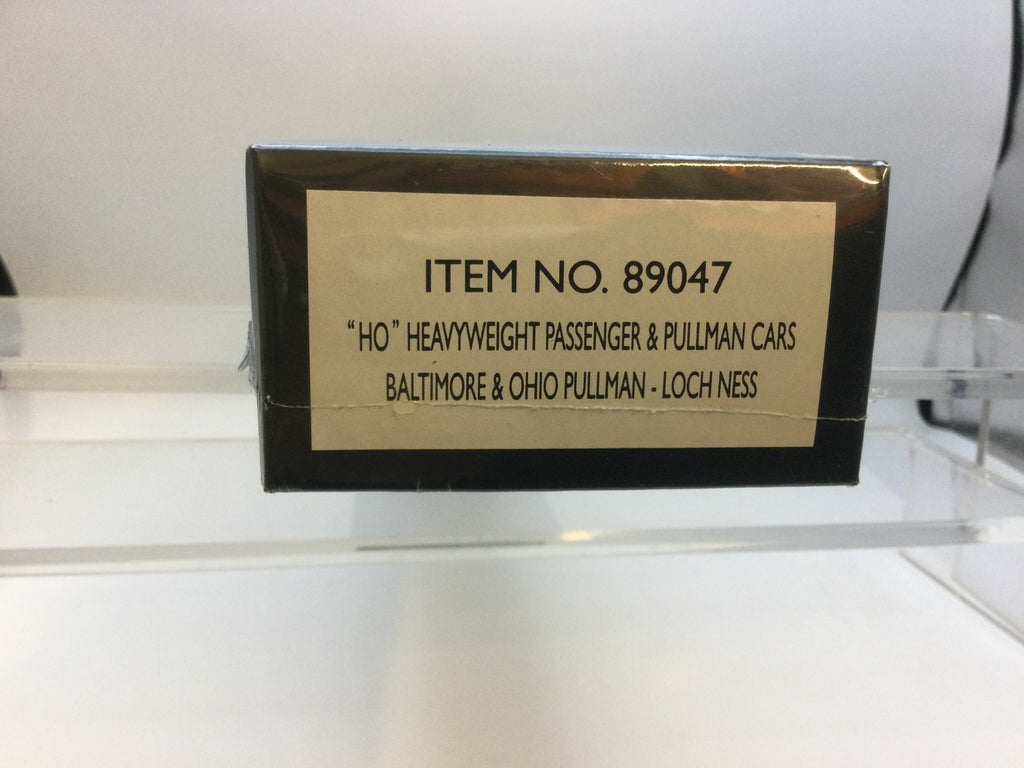 ITEM NO. 89047
“HO” HEAVYWEIGHT PASSENGER & PULLMAN CARS
BALTIMORE & OHIO PULLMAN - LOCH NESS